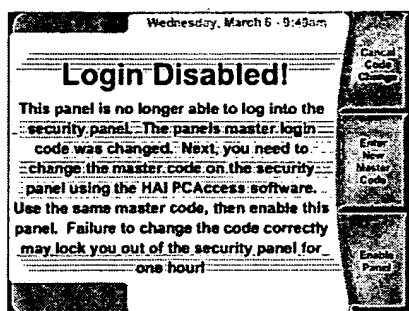 Wednesday, March 6 - 9:49am
Login Disabled!
This panel is no longer able to log into the
security panel. The panels master login
code was changed. Next, you need to
change the master code on the security
panel using the HAI PCAccess software.
Use the same master code, then enable this
panel. Failure to change the code correctly
may lock you out of the security panel for
one hour!
Cancel
Code
Change
Enter
New
Master
Code
Enable
Panel